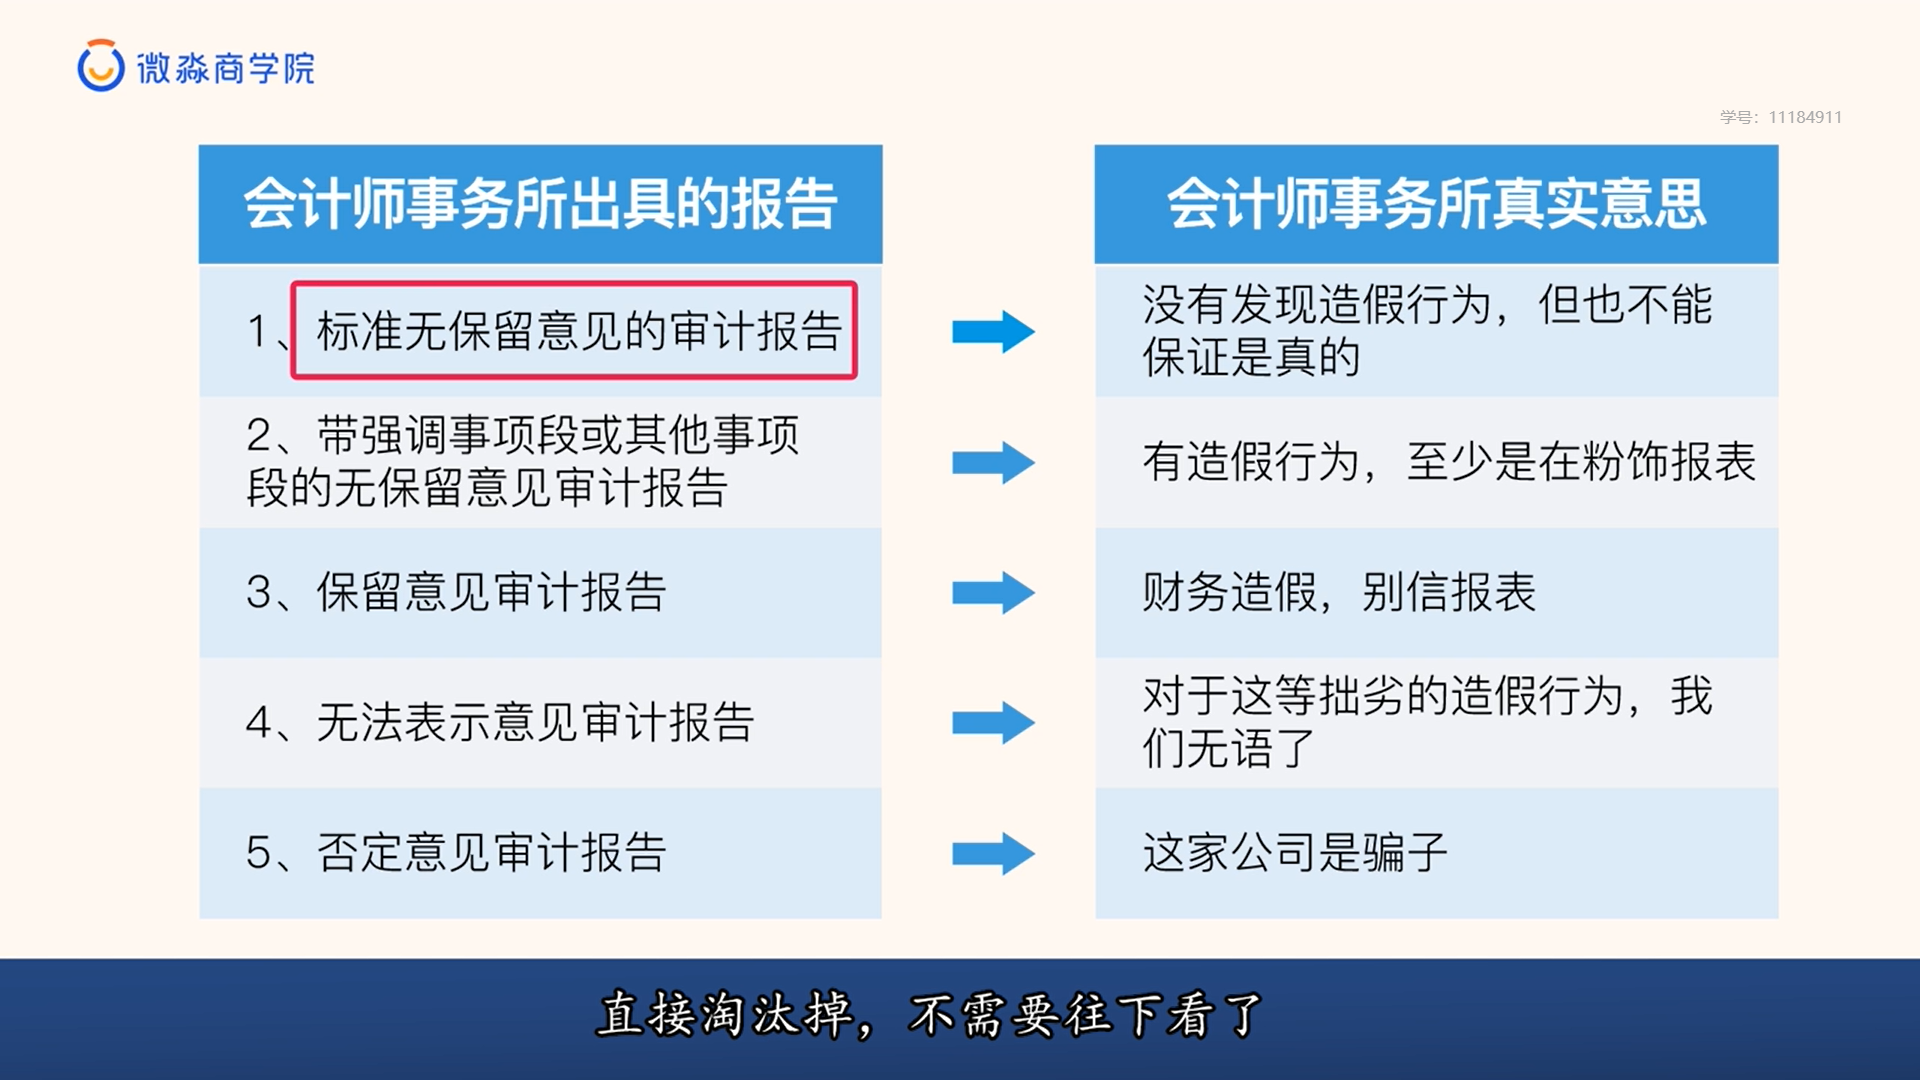 微淼商学院
学号：11184911
会计师事务所出具的报告
会计师事务所真实意思
1、标准无保留意见的审计报告
没有发现造假行为，但也不能
保证是真的
2、带强调事项段或其他事项
段的无保留意见审计报告
有造假行为，至少是在粉饰报表
3、保留意见审计报告
财务造假，别信报表
4、无法表示意见审计报告
对于这等拙劣的造假行为，我
们无语了
5、否定意见审计报告
这家公司是骗子
直接淘汰掉，不需要往下看了